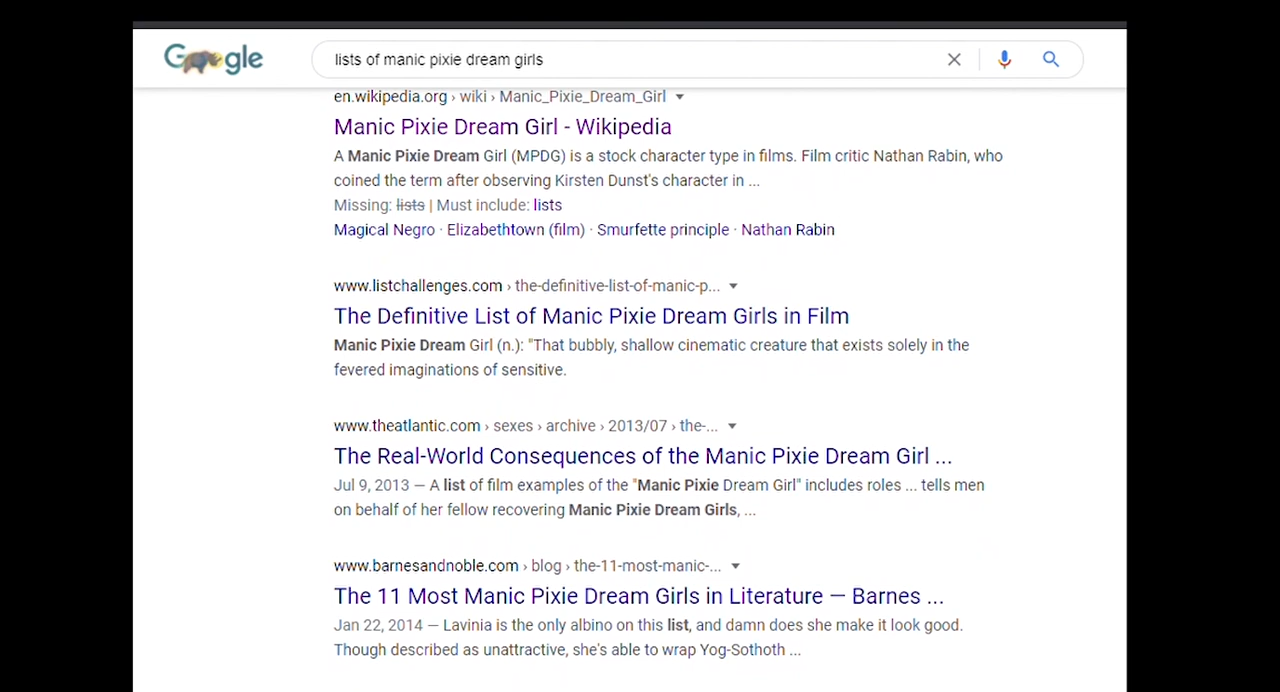 Google
lists of manic pixie dream girls
en.wikipedia.org › wiki › Manic_Pixie_Dream_Girl
Manic Pixie Dream Girl - Wikipedia
A Manic Pixie Dream Girl (MPDG) is a stock character type in films. Film critic Nathan Rabin, who
coined the term after observing Kirsten Dunst's character in ...
Missing: lists | Must include: lists
Magical Negro · Elizabethtown (film) · Smurfette principle · Nathan Rabin
www.listchallenges.com › the-definitive-list-of-manic-p...
The Definitive List of Manic Pixie Dream Girls in Film
Manic Pixie Dream Girl (n.): "That bubbly, shallow cinematic creature that exists solely in the
fevered imaginations of sensitive.
www.theatlantic.com › sexes › archive › 2013/07 › the-...
The Real-World Consequences of the Manic Pixie Dream Girl ...
Jul 9, 2013 — A list of film examples of the "Manic Pixie Dream Girl" includes roles ... tells men
on behalf of her fellow recovering Manic Pixie Dream Girls, ...
www.barnesandnoble.com › blog › the-11-most-manic-...
The 11 Most Manic Pixie Dream Girls in Literature — Barnes ...
Jan 22, 2014 — Lavinia is the only albino on this list, and damn does she make it look good.
Though described as unattractive, she's able to wrap Yog-Sothoth ...